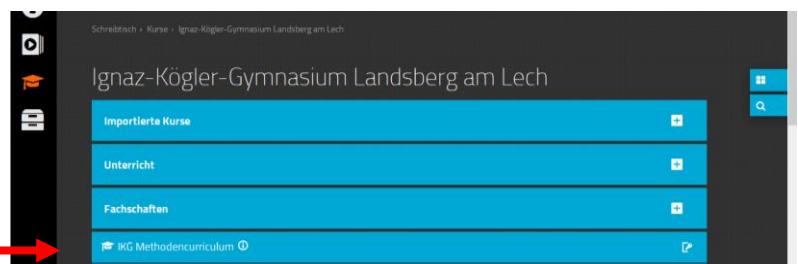 Schreibtisch › Kurse › Ignaz-Kögler-Gymnasium Landsberg am Lech
Ignaz-Kögler-Gymnasium Landsberg am Lech
Importierte Kurse
Unterricht
Fachschaften
IKG Methodencurriculum